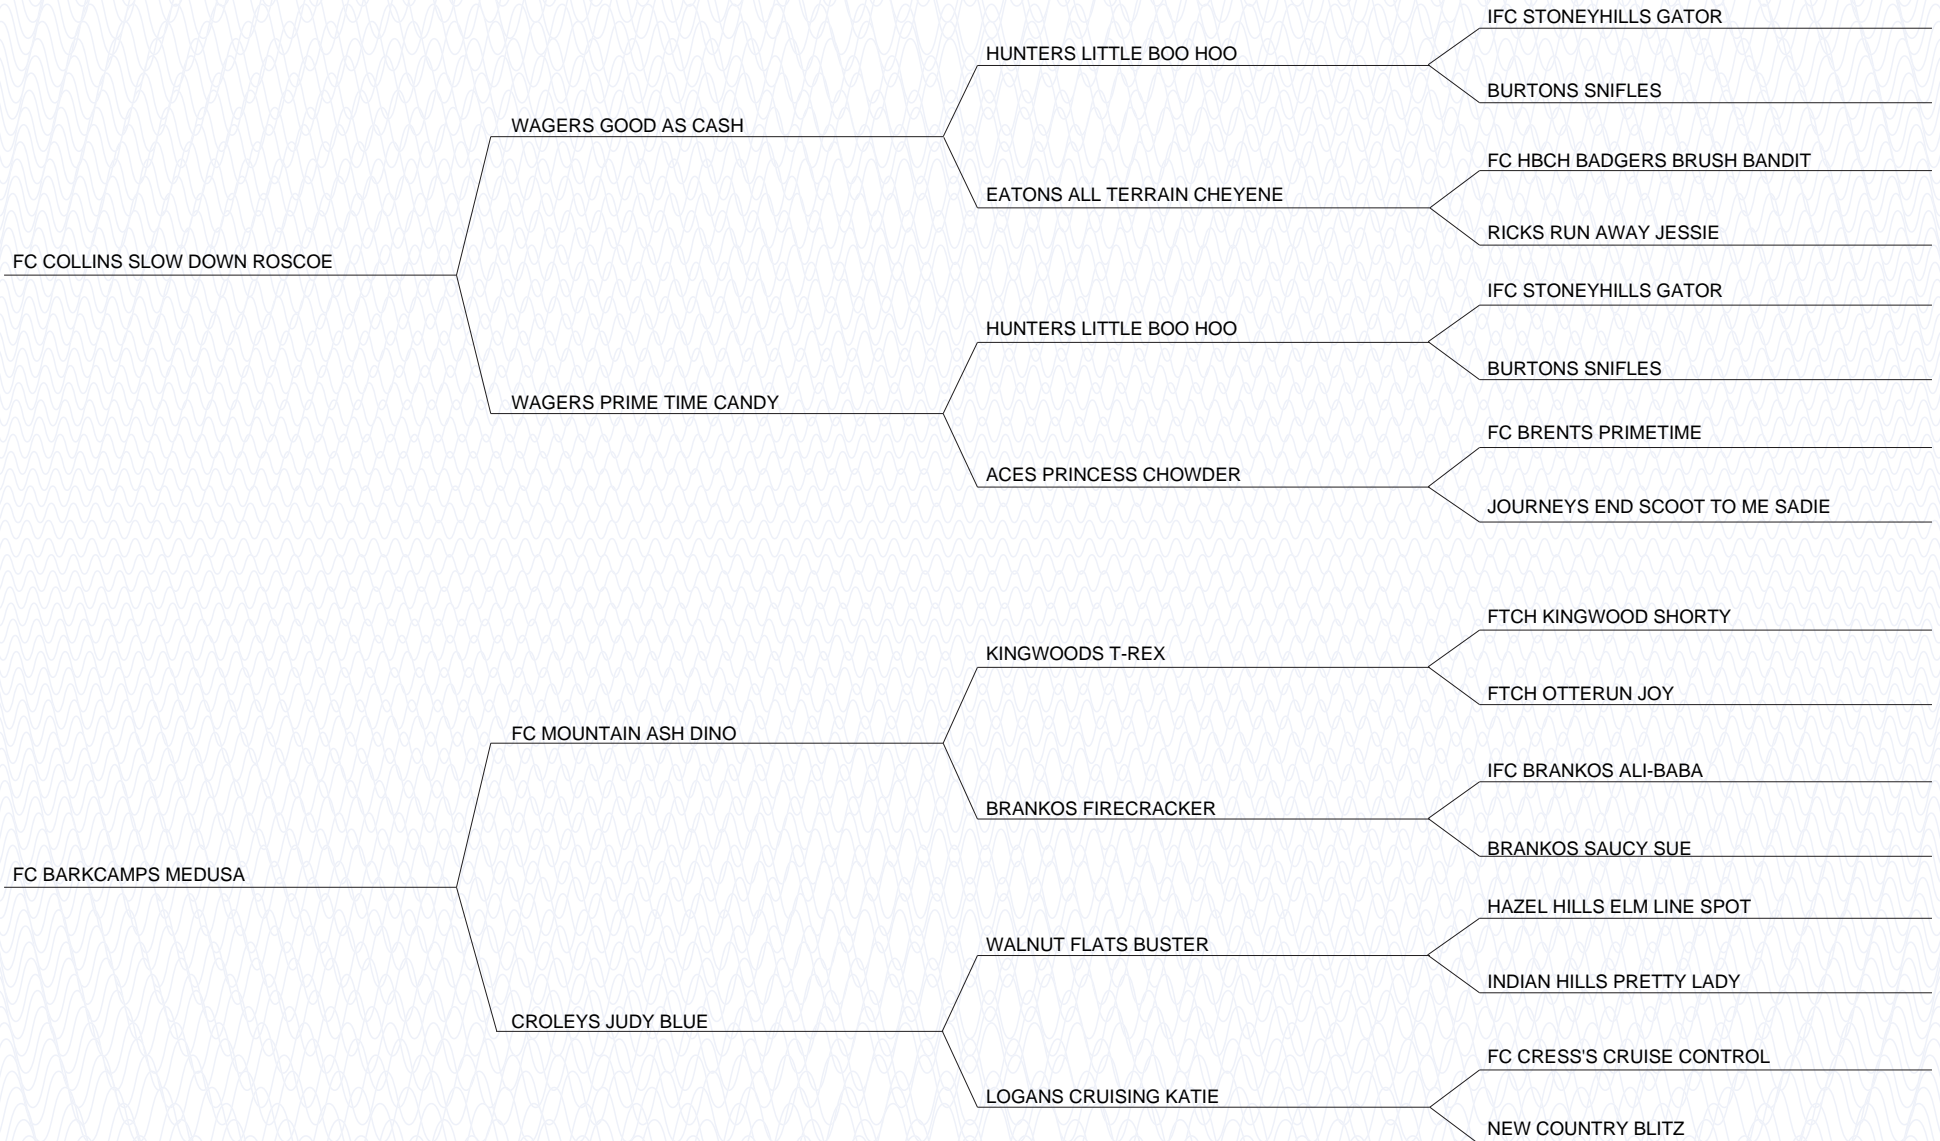 IFC STONEYHILLS GATOR
HUNTERS LITTLE BOO HOO
BURTONS SNIFLES
WAGERS GOOD AS CASH
FC HBCH BADGERS BRUSH BANDIT
EATONS ALL TERRAIN CHEYENE
RICKS RUN AWAY JESSIE
FC COLLINS SLOW DOWN ROSCOE
IFC STONEYHILLS GATOR
HUNTERS LITTLE BOO HOO
BURTONS SNIFLES
WAGERS PRIME TIME CANDY
FC BRENTS PRIMETIME
ACES PRINCESS CHOWDER
JOURNEYS END SCOOT TO ME SADIE
FTCH KINGWOOD SHORTY
KINGWOODS T-REX
FTCH OTTERUN JOY
FC MOUNTAIN ASH DINO
IFC BRANKOS ALI-BABA
BRANKOS FIRECRACKER
BRANKOS SAUCY SUE
FC BARKCAMPS MEDUSA
HAZEL HILLS ELM LINE SPOT
WALNUT FLATS BUSTER
INDIAN HILLS PRETTY LADY
CROLEYS JUDY BLUE
FC CRESS'S CRUISE CONTROL
LOGANS CRUISING KATIE
NEW COUNTRY BLITZ